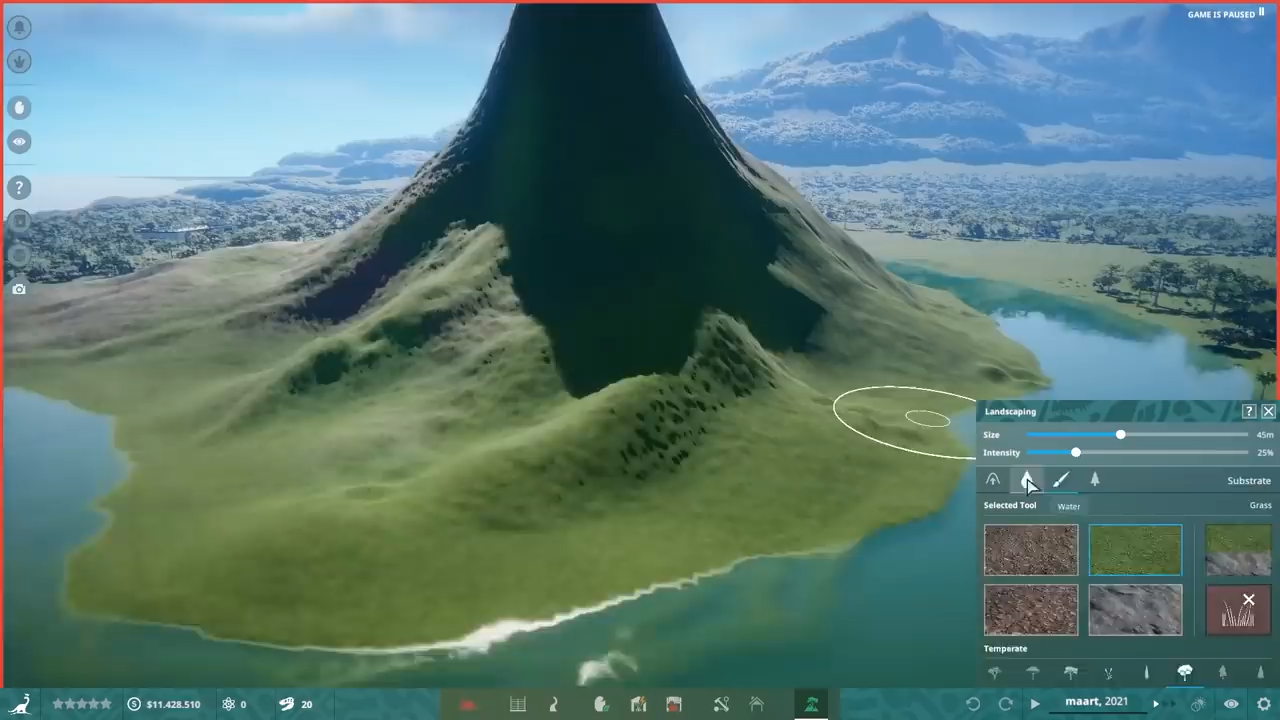 GAME IS PAUSED
Landscaping
?
Size 45m
Intensity 25%
Substrate
Selected Tool Grass
Water
Temperate
?
$11.428.510 0 20
maart, 2021